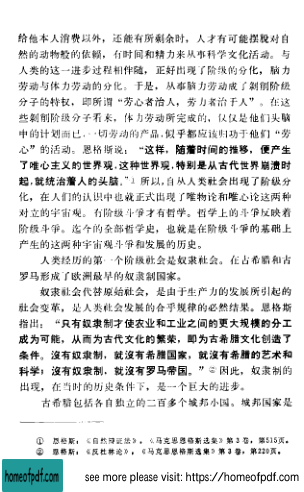 给他本人消费以外，还能有所剩余时，人才有可能摆脱对自
然的动物般的依赖，有时间和精力来从事科学文化活动。与
人类的这一进步过程相伴随，正好出现了阶级的分化，脑力
劳动与体力劳动的分化。于是，从事脑力劳动成了剥削阶级
分子的特权，即所谓“劳心者治人，劳力者治于人”。在这
些剥削阶级分子看来，体力劳动所完成的，仅仅是他们头脑
中的计划而已，一切劳动的产品，似乎都应该归功于他们“劳
心”的活动。恩格斯说：“这样，随着时间的推移，便产生
了唯心主义的世界观，这种世界观，特别是从古代世界崩溃时
起，就统治着人的头脑。”①所以，自从人类社会出现了阶级分
化，在人们的认识中也就正式出现了唯物论和唯心论这两种
对立的宇宙观。有阶级斗争才有哲学。哲学上的斗争反映着
阶级斗争。迄今的全部哲学史，也就是在阶级斗争的基础上
产生的这两种宇宙观斗争和发展的历史。
人类经历的第一个阶级社会是奴隶社会。在古希腊和古
罗马形成了欧洲最早的奴隶制国家。
奴隶社会代替原始社会，是由于生产力的发展所引起的
社会变革，是人类社会发展的合乎规律的必然结果。恩格斯
指出：“只有奴隶制才使农业和工业之间的更大规模的分工
成为可能，从而为古代文化的繁荣，即为古希腊文化创造了
条件。没有奴隶制，就没有希腊国家，就没有希腊的艺术和
科学；没有奴隶制，就没有罗马帝国。”②因此，奴隶制的
出现，在当时的历史条件下，是一个巨大的进步。
古希腊包括各自独立的二百多个城邦小国。城邦国家是
① 恩格斯：《自然辩证法》。《马克思恩格斯选集》第3卷，第515页。
② 恩格斯：《反杜林论》。《马克思恩格斯选集》第3卷，第220页。
homeofpdf.com
see more please visit: https://homeofpdf.com